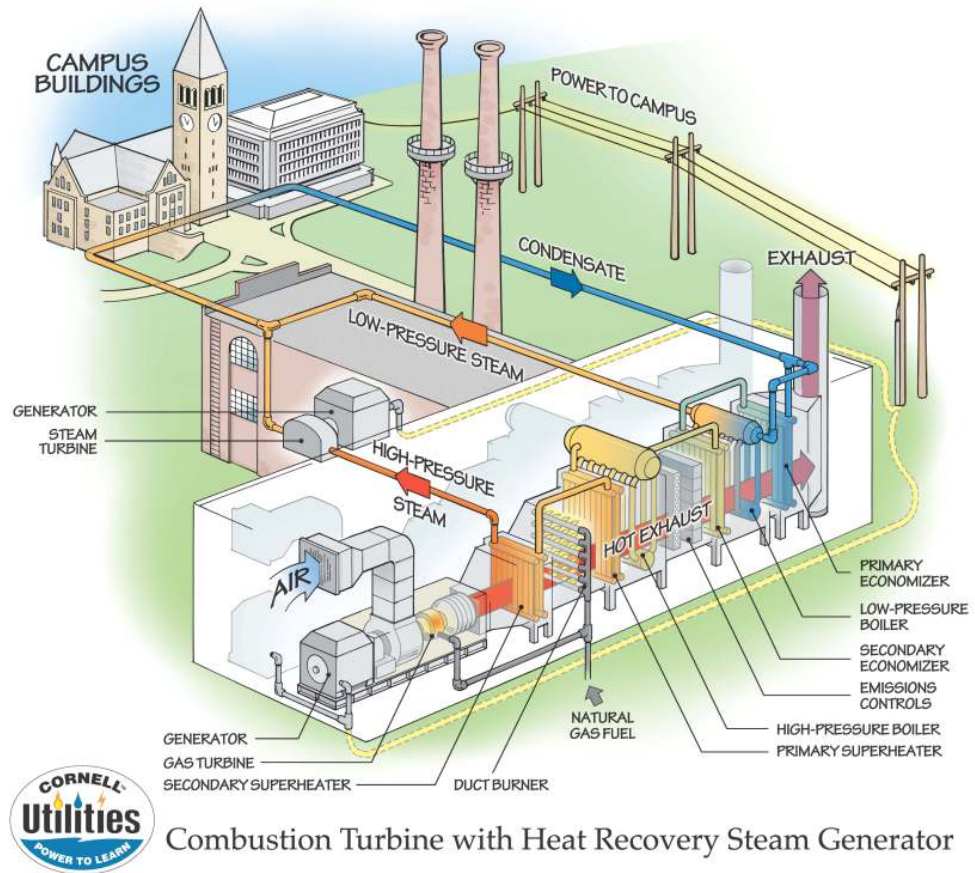 CAMPUS
BUILDINGS
POWER TO CAMPUS
CONDENSATE
EXHAUST
LOW-PRESSURE STEAM
GENERATOR
STEAM
TURBINE
HIGH-PRESSURE
STEAM
HOT EXHAUST
AIR
PRIMARY
ECONOMIZER
LOW-PRESSURE
BOILER
SECONDARY
ECONOMIZER
EMISSIONS
CONTROLS
NATURAL
GAS FUEL
HIGH-PRESSURE BOILER
PRIMARY SUPERHEATER
GENERATOR
GAS TURBINE
SECONDARY SUPERHEATER
DUCT BURNER
CORNELL™
Utilities
POWER TO LEARN
Combustion Turbine with Heat Recovery Steam Generator